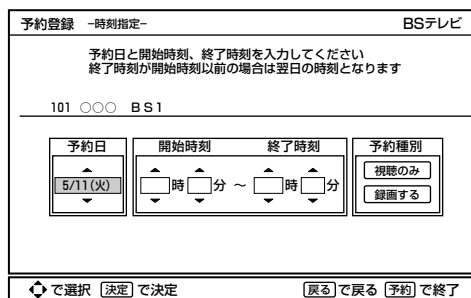 予約登録 −時刻指定− BSテレビ
予約日と開始時刻、終了時刻を入力してください
終了時刻が開始時刻以前の場合は翌日の時刻となります
101 ○○○ BS1
予約日 開始時刻 終了時刻 予約種別
視聴のみ
5/11(火) 時 分 ～ 時 分
録画する
で選択 決定 で決定 戻る で戻る 予約 で終了